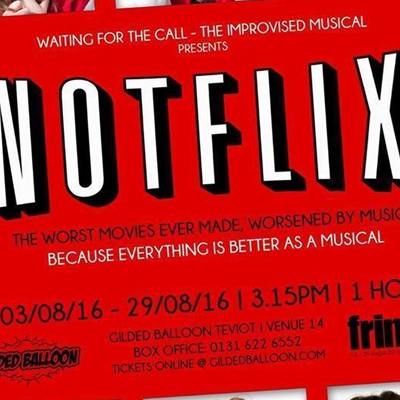 WAITING FOR THE CALL - THE IMPROVISED MUSICAL
PRESENTS
NOTFLIX
THE WORST MOVIES EVER MADE, WORSENED BY MUSIC
BECAUSE EVERYTHING IS BETTER AS A MUSICAL
03/08/16 - 29/08/16 | 3.15PM | 1 HO
GILDED BALLOON TEVIOT | VENUE 14
BOX OFFICE: 0131 622 6552
TICKETS ONLINE @ GILDEDBALLOON.COM
DED BALLOON
frin